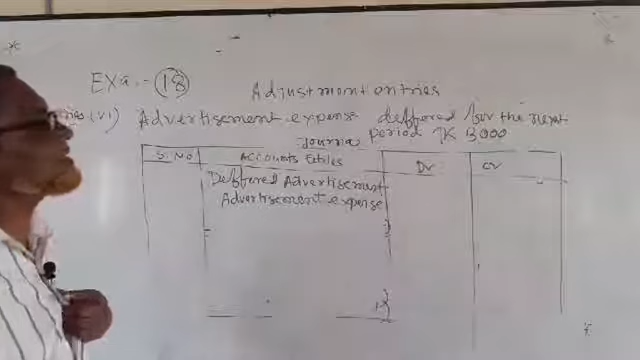 EXa. - 18
Adjustment entries
(VI) Advertisement expense deffered for the next
period TK 3000
Journal
S. No Accounts Titles Dr Cr
Deffered Advertisement
Advertisement expense